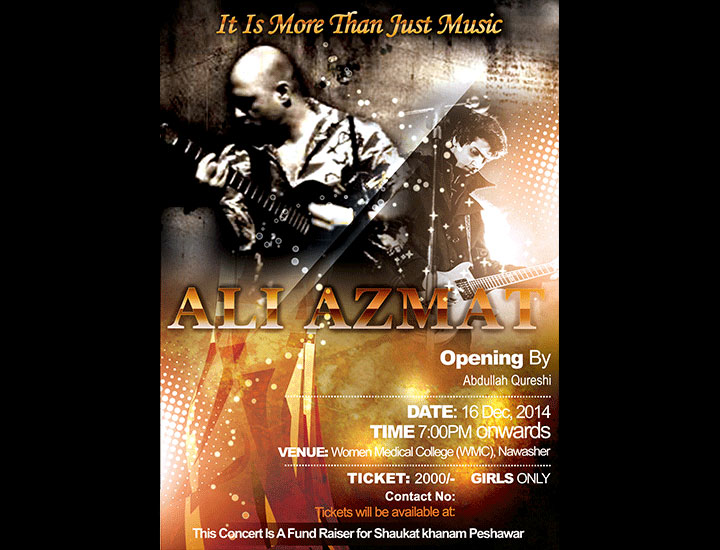 It Is More Than Just Music
ALI AZMAT
Opening By
Abdullah Qureshi
DATE: 16 Dec, 2014
TIME 7:00PM onwards
VENUE: Women Medical College (WMC), Nawasher
TICKET: 2000/- GIRLS ONLY
Contact No:
Tickets will be available at:
This Concert Is A Fund Raiser for Shaukat khanam Peshawar